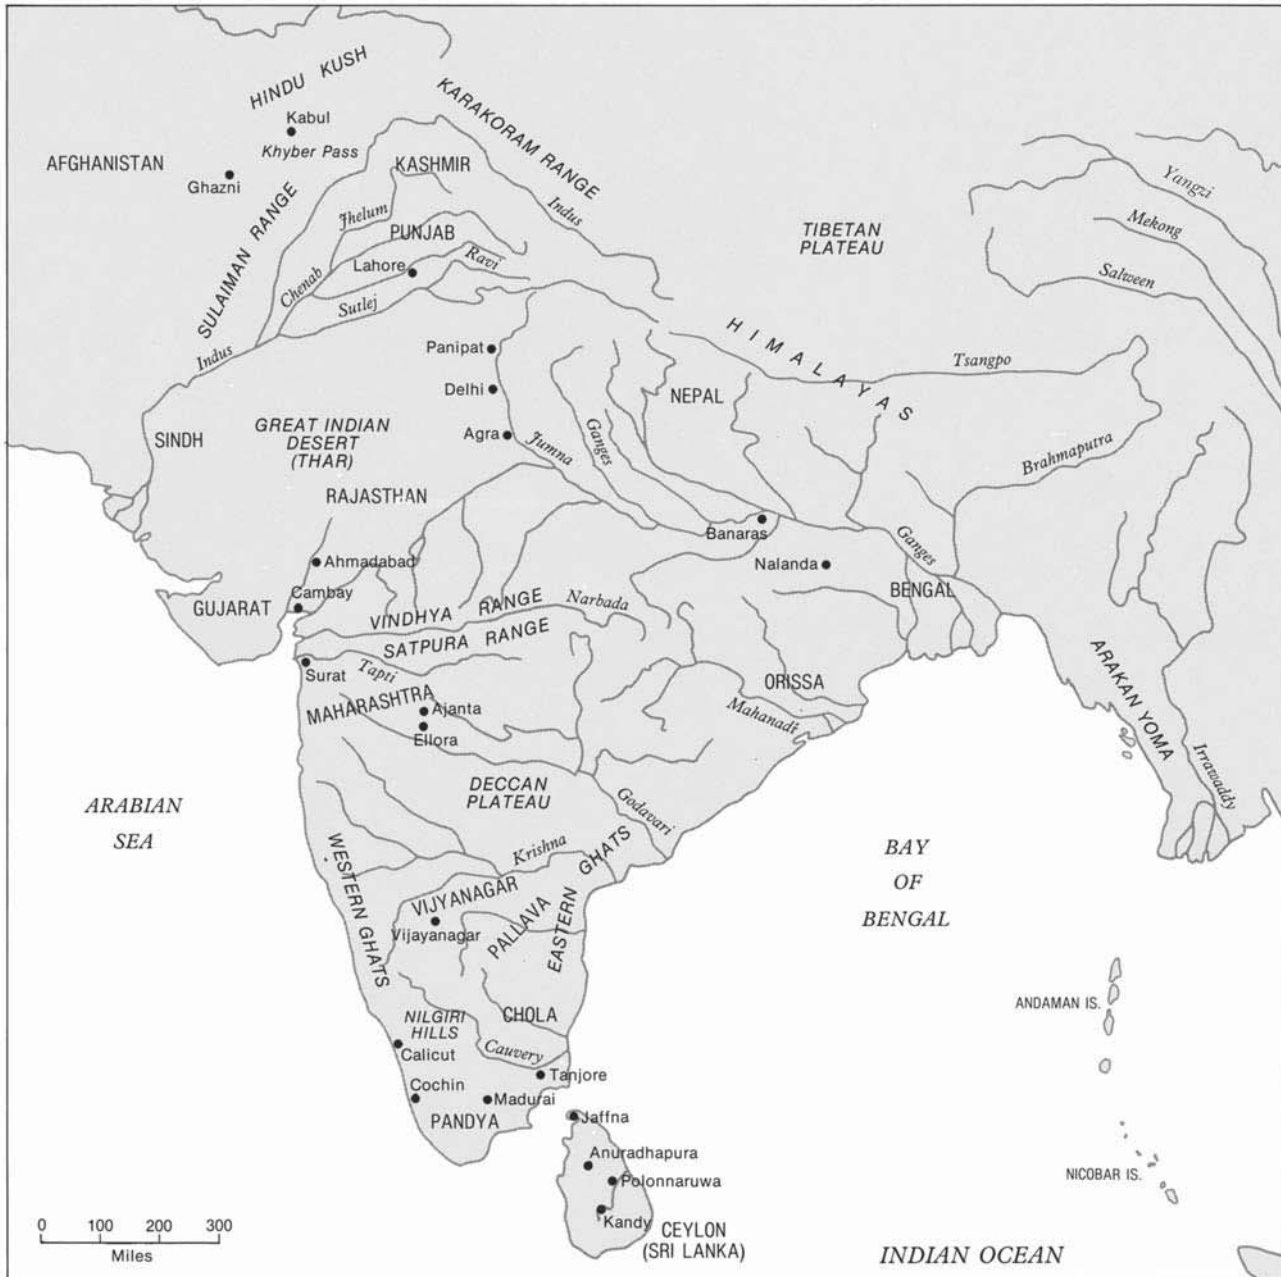 HINDU KUSH
Kabul
Khyber Pass
AFGHANISTAN
Ghazni
KARAKORAM RANGE
KASHMIR
SULAIMAN RANGE
Jhelum
Indus
PUNJAB
Lahore
Ravi
Chenab
Sutlej
Indus
TIBETAN
PLATEAU
Yangzi
Mekong
Salween
HIMALAYAS
Tsangpo
Panipat
Delhi
NEPAL
Agra
Jumna
Ganges
Brahmaputra
SINDH
GREAT INDIAN
DESERT
(THAR)
RAJASTHAN
Banaras
Ganges
Nalanda
BENGAL
Ahmadabad
Cambay
GUJARAT
VINDHYA RANGE
Narbada
SATPURA RANGE
Surat
Tapti
MAHARASHTRA
Ajanta
Ellora
ORISSA
Mahanadi
ARAKAN YOMA
Irrawaddy
DECCAN
PLATEAU
Godavari
ARABIAN
SEA
WESTERN GHATS
Krishna
EASTERN GHATS
BAY
OF
BENGAL
VIJYANAGAR
Vijayanagar
PALLAVA
CHOLA
NILGIRI
HILLS
Cauvery
Calicut
Tanjore
Cochin
Madurai
PANDYA
Jaffna
Anuradhapura
Polonnaruwa
Kandy
CEYLON
(SRI LANKA)
ANDAMAN IS.
NICOBAR IS.
INDIAN OCEAN
0 100 200 300
Miles